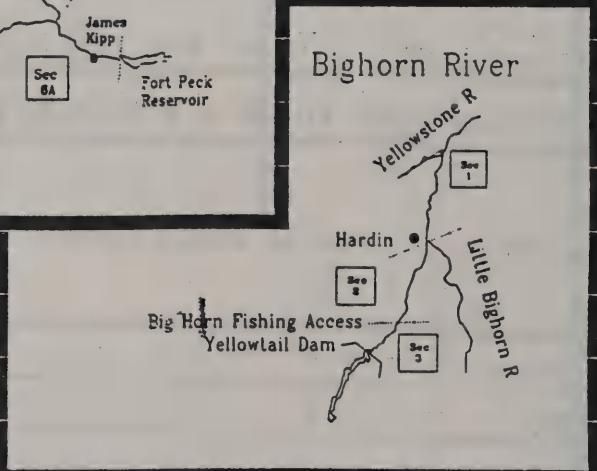 James
Kipp
Sec
6A
Fort Peck
Reservoir
Bighorn River
Yellowstone R
Sec
1
Hardin
Little Bighorn R
Sec
2
Big Horn Fishing Access
Yellowtail Dam
Sec
3